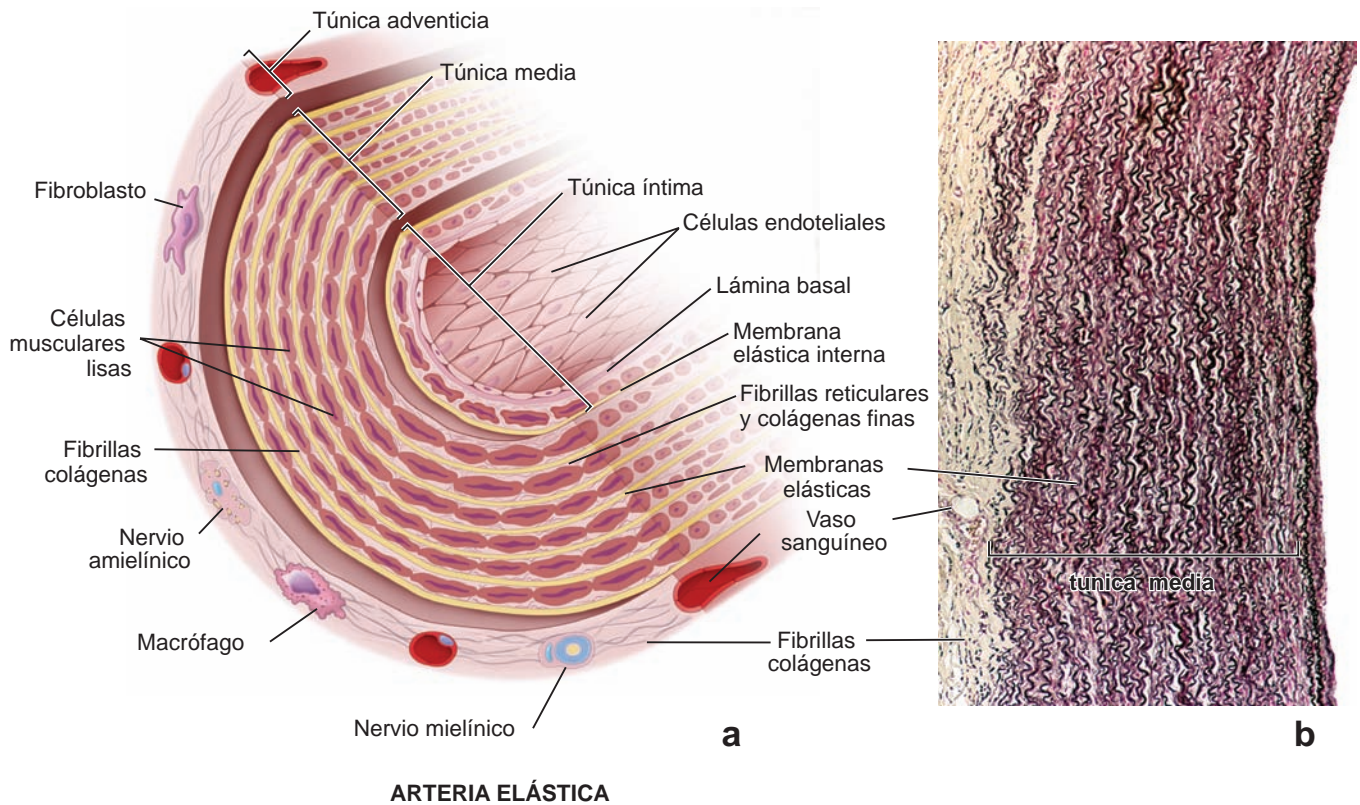 Túnica adventicia
Túnica media
Túnica íntima
Células endoteliales
Lámina basal
Membrana
elástica interna
Fibrillas reticulares
y colágenas finas
Membranas
elásticas
Vaso
sanguíneo
Fibrillas
colágenas
Fibroblasto
Células
musculares
lisas
Fibrillas
colágenas
Nervio
amielínico
Macrófago
Nervio mielínico
a
tunica media
b
ARTERIA ELÁSTICA